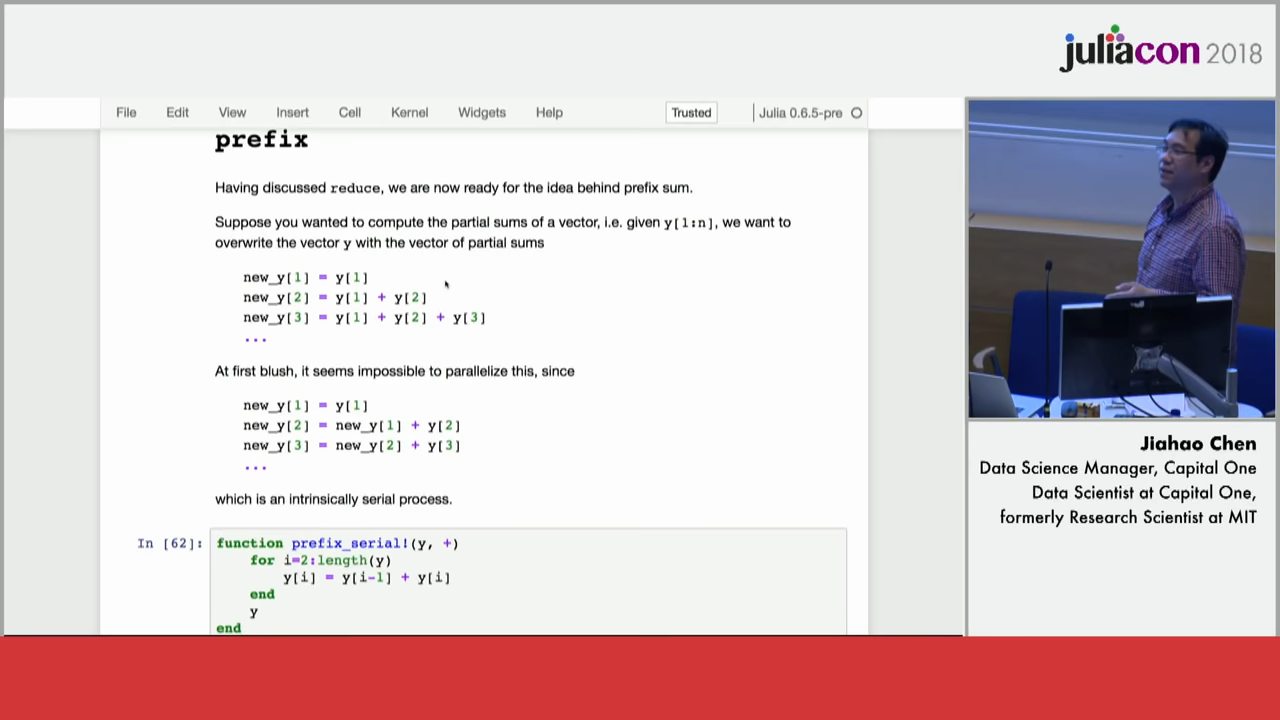 juliacon 2018
File Edit View Insert Cell Kernel Widgets Help Trusted Julia 0.6.5-pre
prefix
Having discussed reduce, we are now ready for the idea behind prefix sum.
Suppose you wanted to compute the partial sums of a vector, i.e. given y[1:n], we want to
overwrite the vector y with the vector of partial sums
new_y[1] = y[1]
new_y[2] = y[1] + y[2]
new_y[3] = y[1] + y[2] + y[3]
...
At first blush, it seems impossible to parallelize this, since
new_y[1] = y[1]
new_y[2] = new_y[1] + y[2]
new_y[3] = new_y[2] + y[3]
...
which is an intrinsically serial process.
In [62]: function prefix_serial!(y, +)
for i=2:length(y)
y[i] = y[i-1] + y[i]
end
y
end
Jiahao Chen
Data Science Manager, Capital One
Data Scientist at Capital One,
formerly Research Scientist at MIT